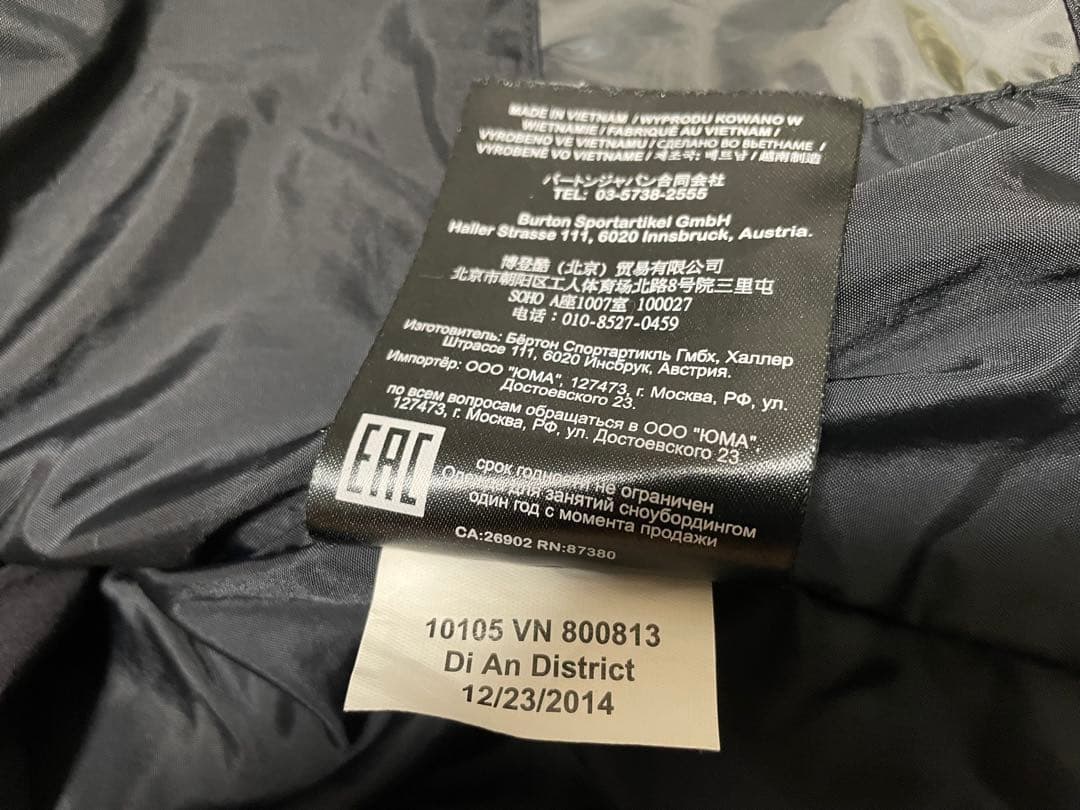 MADE IN VIETNAM / WYPRODU KOWANO W
WIETNAMIE / FABRIQUÉ AU VIETNAM /
VYROBENO VE VIETNAMU / СДЕЛАНО ВО ВЬЕТНАМЕ /
VYROBENÉ VO VIETNAME / 제조국: 베트남 / 越南制造
バートンジャパン合同会社
TEL: 03-5738-2555
Burton Sportartikel GmbH
Haller Strasse 111, 6020 Innsbruck, Austria.
博登酷（北京）贸易有限公司
北京市朝阳区工人体育场北路8号院三里屯
SOHO A座1007室 100027
电话：010-8527-0459
Изготовитель: Бёртон Спортартикль Гмбх, Халлер
Штрассе 111, 6020 Инсбрук, Австрия.
Импортёр: ООО "ЮМА", 127473, г. Москва, РФ, ул.
Достоевского 23.
по всем вопросам обращаться в ООО "ЮМА",
127473, г. Москва, РФ, ул. Достоевского 23
EAC
срок годности не ограничен
Одежда для занятий сноубордингом
один год с момента продажи
CA:26902 RN:87380
10105 VN 800813
Di An District
12/23/2014